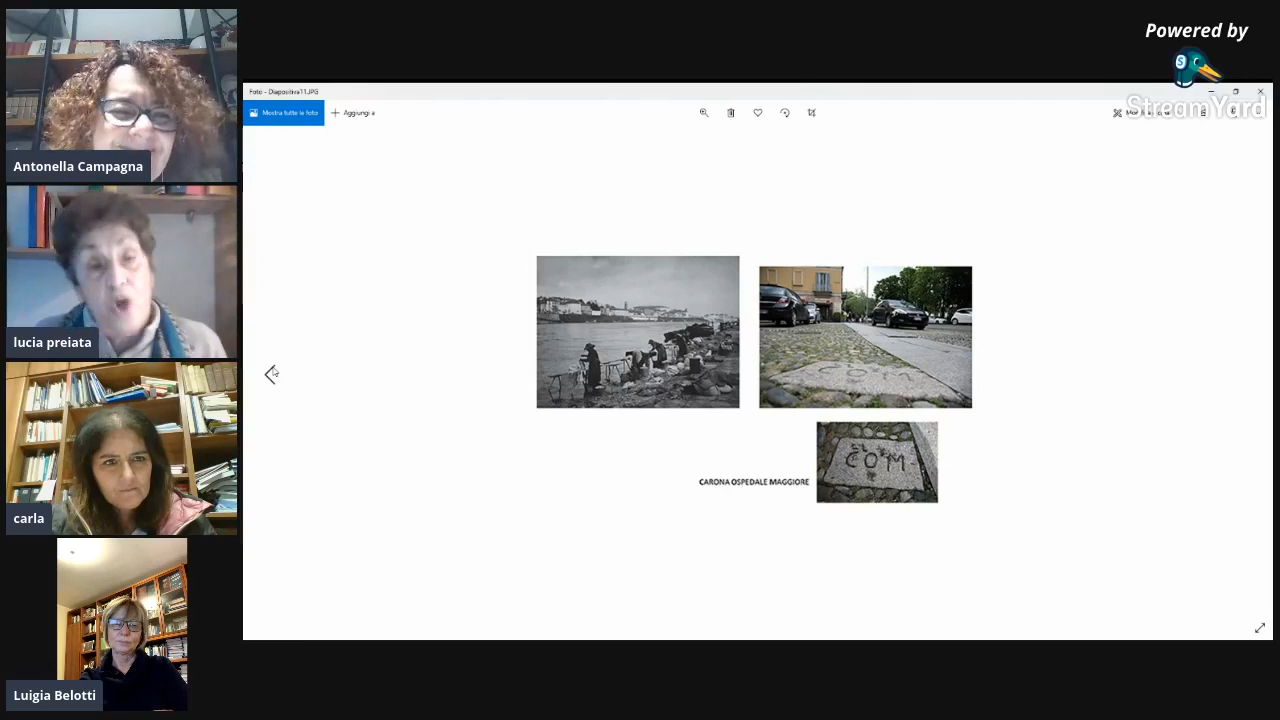 Powered by
StreamYard
Foto - Diapositiva11.JPG
Mostra tutte le foto
Aggiungi a
Antonella Campagna
lucia preiata
carla
Luigia Belotti
COM
CARONA OSPEDALE MAGGIORE
COM